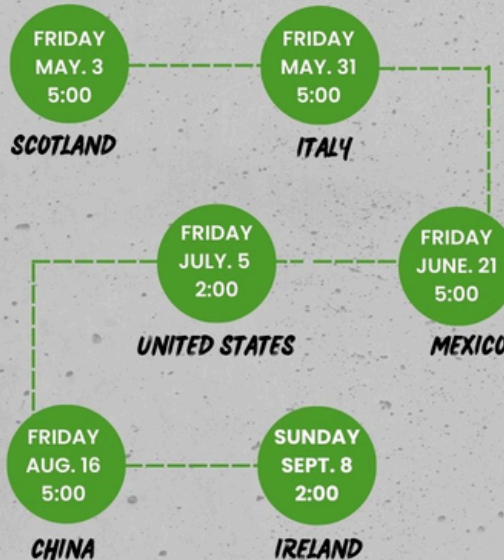 FRIDAY
MAY. 3
5:00
SCOTLAND
FRIDAY
MAY. 31
5:00
ITALY
FRIDAY
JUNE. 21
5:00
MEXICO
FRIDAY
JULY. 5
2:00
UNITED STATES
FRIDAY
AUG. 16
5:00
CHINA
SUNDAY
SEPT. 8
2:00
IRELAND